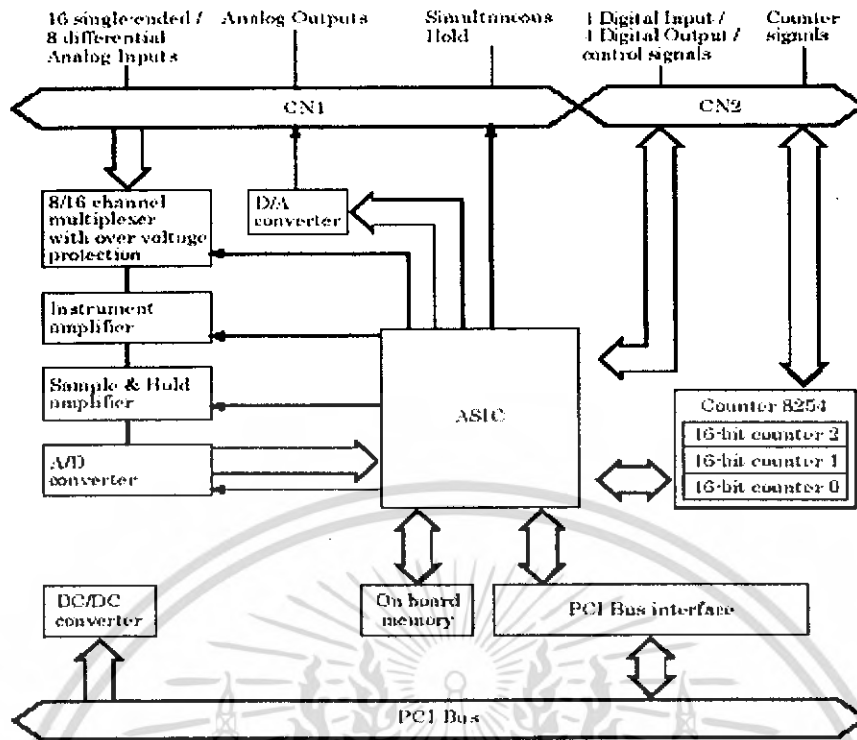 16 single-ended /
8 differential
Analog Inputs
Analog Outputs
Simultaneous
Hold
4 Digital Input /
4 Digital Output /
control signals
Counter
signals
CN1
CN2
8/16 channel
multiplexer
with over voltage
protection
D/A
converter
Instrument
amplifier
Sample & Hold
amplifier
A/D
converter
ASIC
Counter 8254
16-bit counter 2
16-bit counter 1
16-bit counter 0
DC/DC
converter
On board
memory
PCI Bus interface
PCI Bus